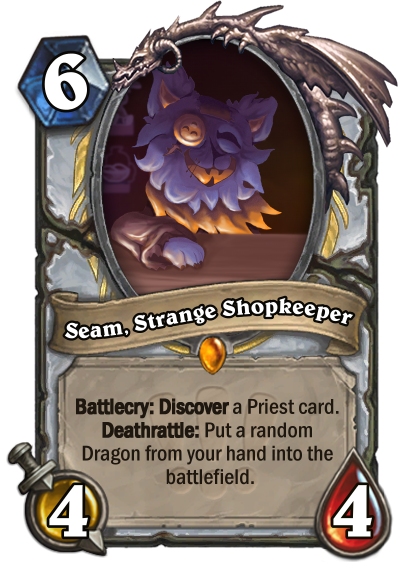 6
Seam, Strange Shopkeeper
Battlecry: Discover a Priest card.
Deathrattle: Put a random
Dragon from your hand into the
battlefield.
4
4